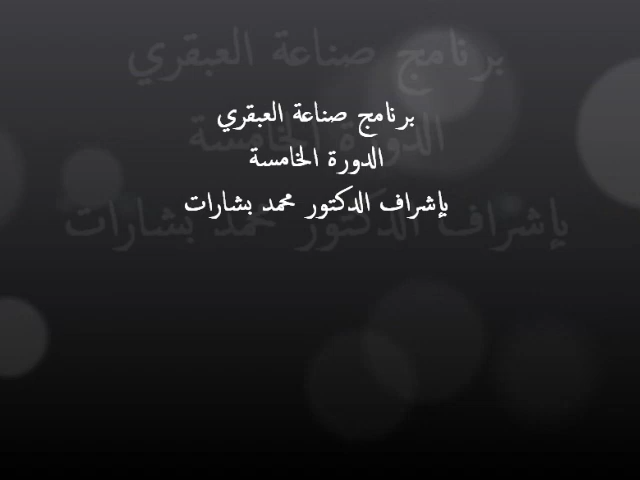 برنامج صناعة العبقري
الدورة الخامسة
بإشراف الدكتور محمد بشارات